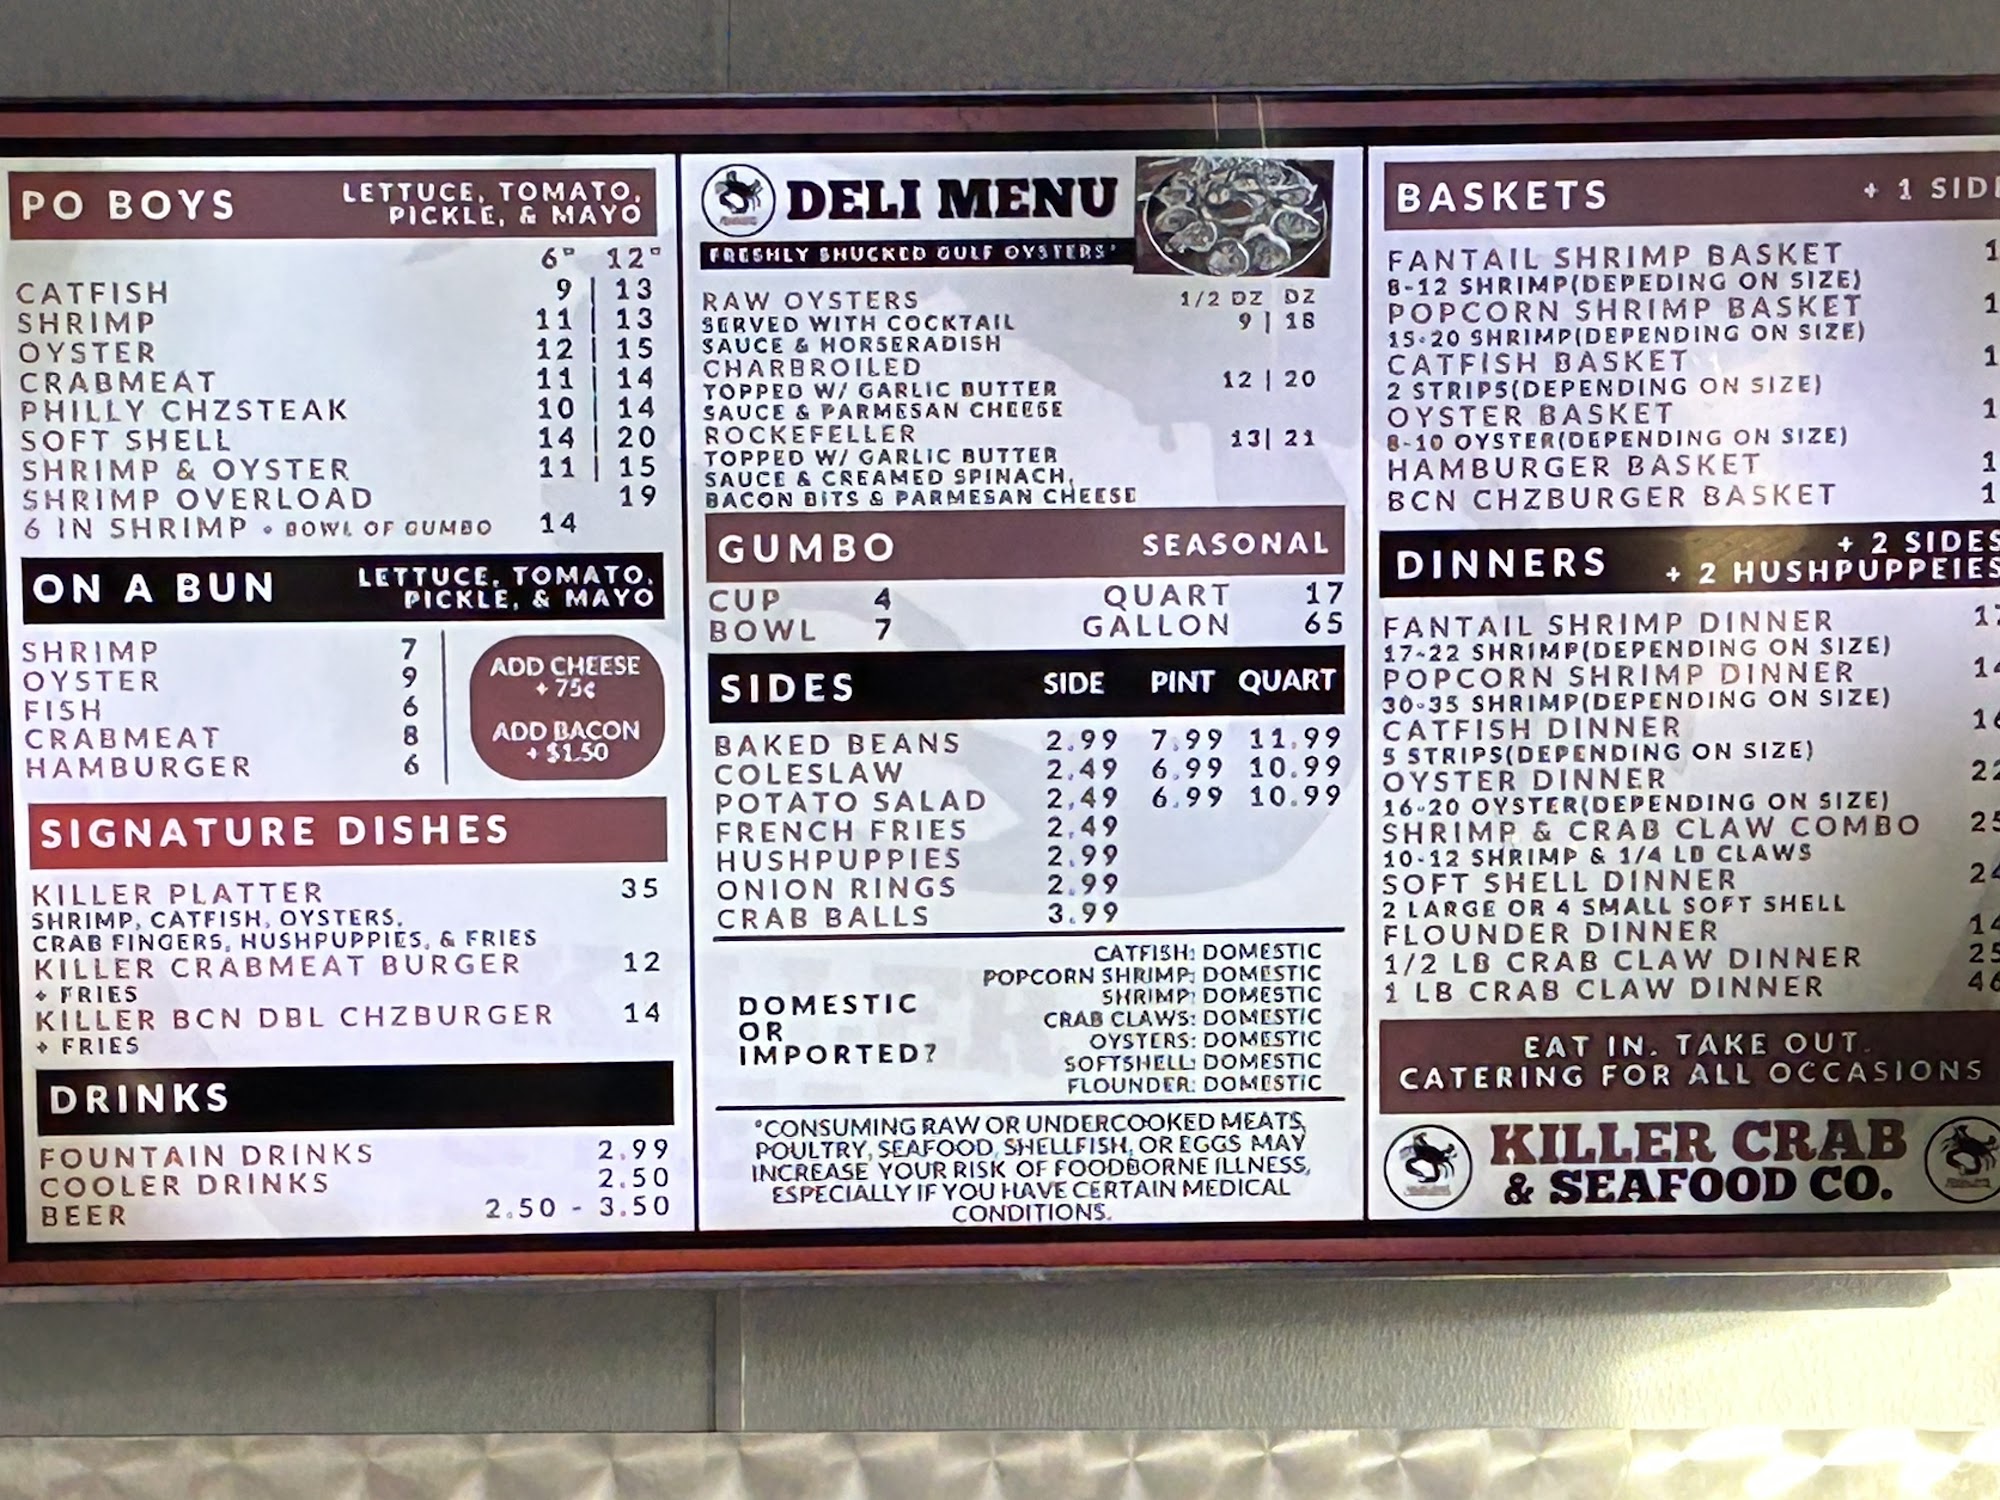 PO BOYS LETTUCE, TOMATO, PICKLE, & MAYO
6" 12"
CATFISH 9 | 13
SHRIMP 11 | 13
OYSTER 12 | 15
CRABMEAT 11 | 14
PHILLY CHZSTEAK 10 | 14
SOFT SHELL 14 | 20
SHRIMP & OYSTER 11 | 15
SHRIMP OVERLOAD 19
6 IN SHRIMP + BOWL OF GUMBO 14
ON A BUN LETTUCE, TOMATO, PICKLE, & MAYO
SHRIMP 7
OYSTER 9
FISH 6
CRABMEAT 8
HAMBURGER 6
ADD CHEESE
+ 75¢
ADD BACON
+ $1.50
SIGNATURE DISHES
KILLER PLATTER 35
SHRIMP, CATFISH, OYSTERS,
CRAB FINGERS, HUSHPUPPIES, & FRIES
KILLER CRABMEAT BURGER 12
+ FRIES
KILLER BCN DBL CHZBURGER 14
+ FRIES
DRINKS
FOUNTAIN DRINKS 2.99
COOLER DRINKS 2.50
BEER 2.50 - 3.50
DELI MENU
FRESHLY SHUCKED GULF OYSTERS*
RAW OYSTERS 1/2 DZ DZ
SERVED WITH COCKTAIL 9 | 18
SAUCE & HORSERADISH
CHARBROILED
TOPPED W/ GARLIC BUTTER 12 | 20
SAUCE & PARMESAN CHEESE
ROCKEFELLER 13| 21
TOPPED W/ GARLIC BUTTER
SAUCE & CREAMED SPINACH,
BACON BITS & PARMESAN CHEESE
GUMBO SEASONAL
CUP 4 QUART 17
BOWL 7 GALLON 65
SIDES SIDE PINT QUART
BAKED BEANS 2.99 7.99 11.99
COLESLAW 2.49 6.99 10.99
POTATO SALAD 2.49 6.99 10.99
FRENCH FRIES 2.49
HUSHPUPPIES 2.99
ONION RINGS 2.99
CRAB BALLS 3.99
DOMESTIC
OR
IMPORTED?
CATFISH: DOMESTIC
POPCORN SHRIMP: DOMESTIC
SHRIMP: DOMESTIC
CRAB CLAWS: DOMESTIC
OYSTERS: DOMESTIC
SOFTSHELL: DOMESTIC
FLOUNDER: DOMESTIC
*CONSUMING RAW OR UNDERCOOKED MEATS,
POULTRY, SEAFOOD, SHELLFISH, OR EGGS MAY
INCREASE YOUR RISK OF FOODBORNE ILLNESS,
ESPECIALLY IF YOU HAVE CERTAIN MEDICAL
CONDITIONS.
BASKETS + 1 SID
FANTAIL SHRIMP BASKET
8-12 SHRIMP(DEPEDING ON SIZE)
POPCORN SHRIMP BASKET
15-20 SHRIMP(DEPENDING ON SIZE)
CATFISH BASKET
2 STRIPS(DEPENDING ON SIZE)
OYSTER BASKET
8-10 OYSTER(DEPENDING ON SIZE)
HAMBURGER BASKET
BCN CHZBURGER BASKET
DINNERS + 2 SIDES
+ 2 HUSHPUPPEIES
FANTAIL SHRIMP DINNER 17
17-22 SHRIMP(DEPENDING ON SIZE)
POPCORN SHRIMP DINNER 14
30-35 SHRIMP(DEPENDING ON SIZE)
CATFISH DINNER 16
5 STRIPS(DEPENDING ON SIZE)
OYSTER DINNER 22
16-20 OYSTER(DEPENDING ON SIZE)
SHRIMP & CRAB CLAW COMBO 25
10-12 SHRIMP & 1/4 LB CLAWS
SOFT SHELL DINNER 24
2 LARGE OR 4 SMALL SOFT SHELL
FLOUNDER DINNER 14
1/2 LB CRAB CLAW DINNER 25
1 LB CRAB CLAW DINNER 46
EAT IN. TAKE OUT.
CATERING FOR ALL OCCASIONS
KILLER CRAB
& SEAFOOD CO.